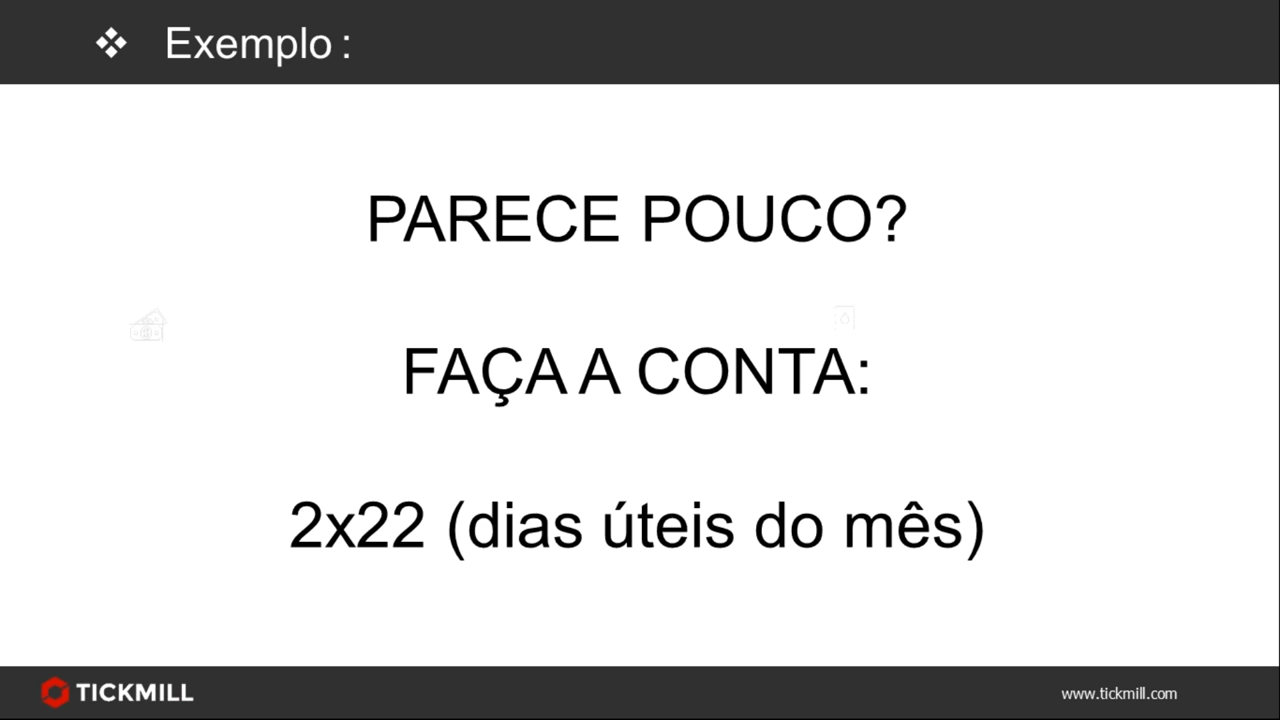 Exemplo :
PARECE POUCO?
FAÇA A CONTA:
2x22 (dias úteis do mês)
TICKMILL
www.tickmill.com